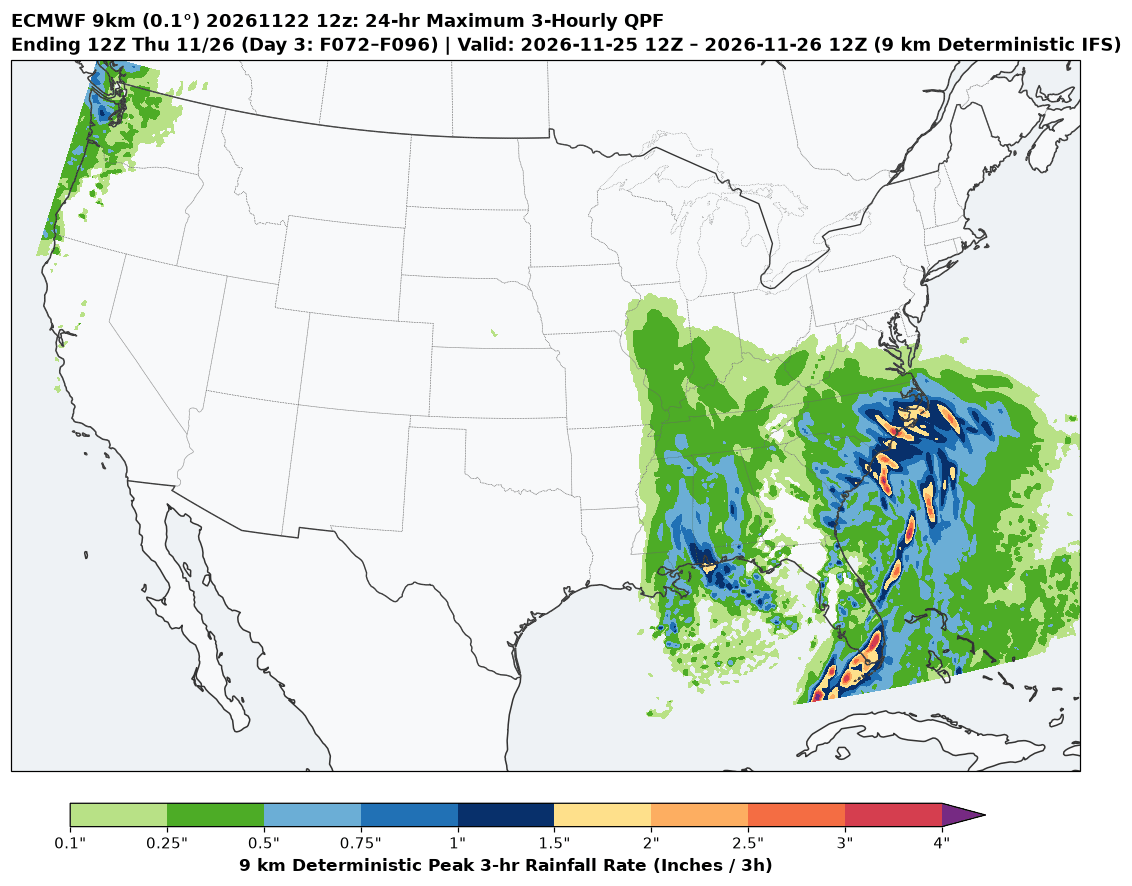 ECMWF 9km (0.1°) 20261122 12z: 24-hr Maximum 3-Hourly QPF
Ending 12Z Thu 11/26 (Day 3: F072–F096) | Valid: 2026-11-25 12Z – 2026-11-26 12Z (9 km Deterministic IFS)
0.1" 0.25" 0.5" 0.75" 1" 1.5" 2" 2.5" 3" 4"
9 km Deterministic Peak 3-hr Rainfall Rate (Inches / 3h)